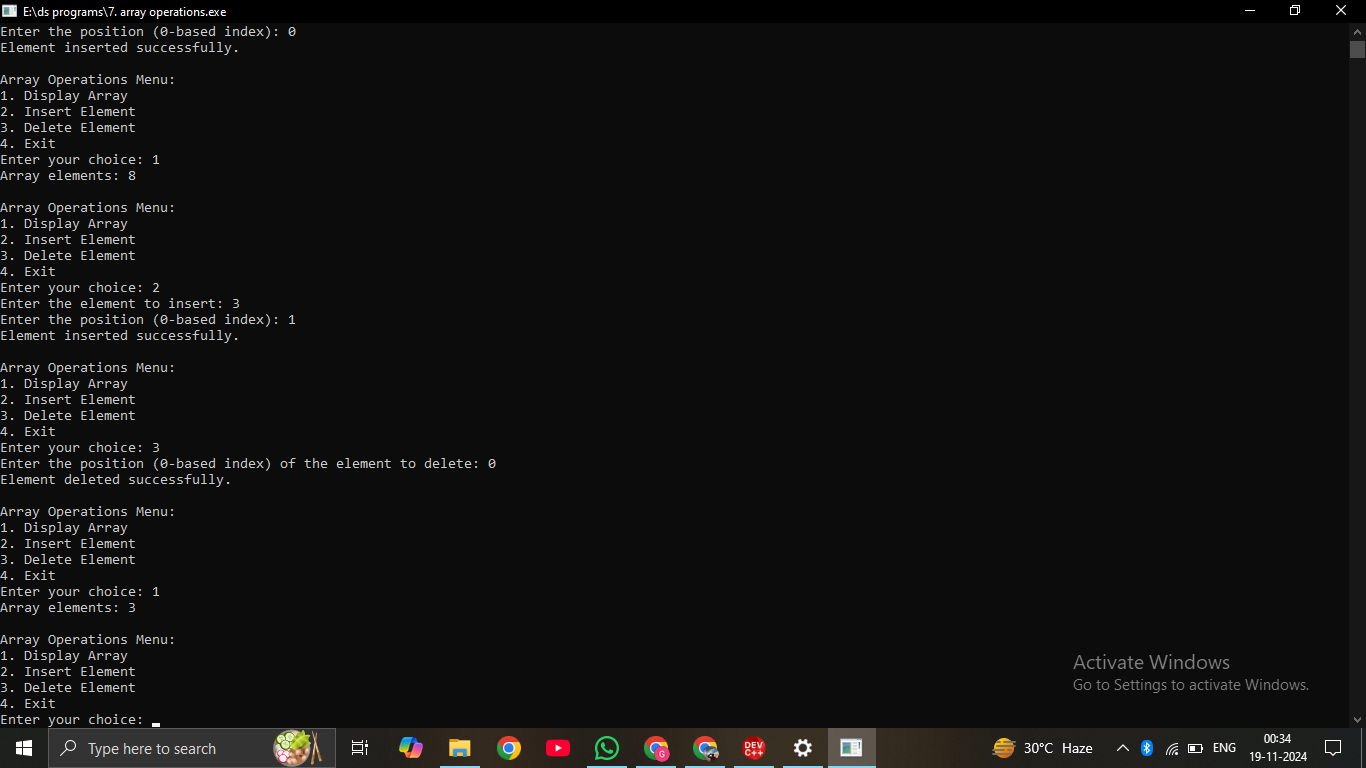 E:\ds programs\7. array operations.exe
Enter the position (0-based index): 0
Element inserted successfully.
Array Operations Menu:
1. Display Array
2. Insert Element
3. Delete Element
4. Exit
Enter your choice: 1
Array elements: 8
Array Operations Menu:
1. Display Array
2. Insert Element
3. Delete Element
4. Exit
Enter your choice: 2
Enter the element to insert: 3
Enter the position (0-based index): 1
Element inserted successfully.
Array Operations Menu:
1. Display Array
2. Insert Element
3. Delete Element
4. Exit
Enter your choice: 3
Enter the position (0-based index) of the element to delete: 0
Element deleted successfully.
Array Operations Menu:
1. Display Array
2. Insert Element
3. Delete Element
4. Exit
Enter your choice: 1
Array elements: 3
Array Operations Menu:
1. Display Array
2. Insert Element
3. Delete Element
4. Exit
Enter your choice:
Activate Windows
Go to Settings to activate Windows.
Type here to search
G
DEV
C++
30°C Haze
ENG
00:34
19-11-2024